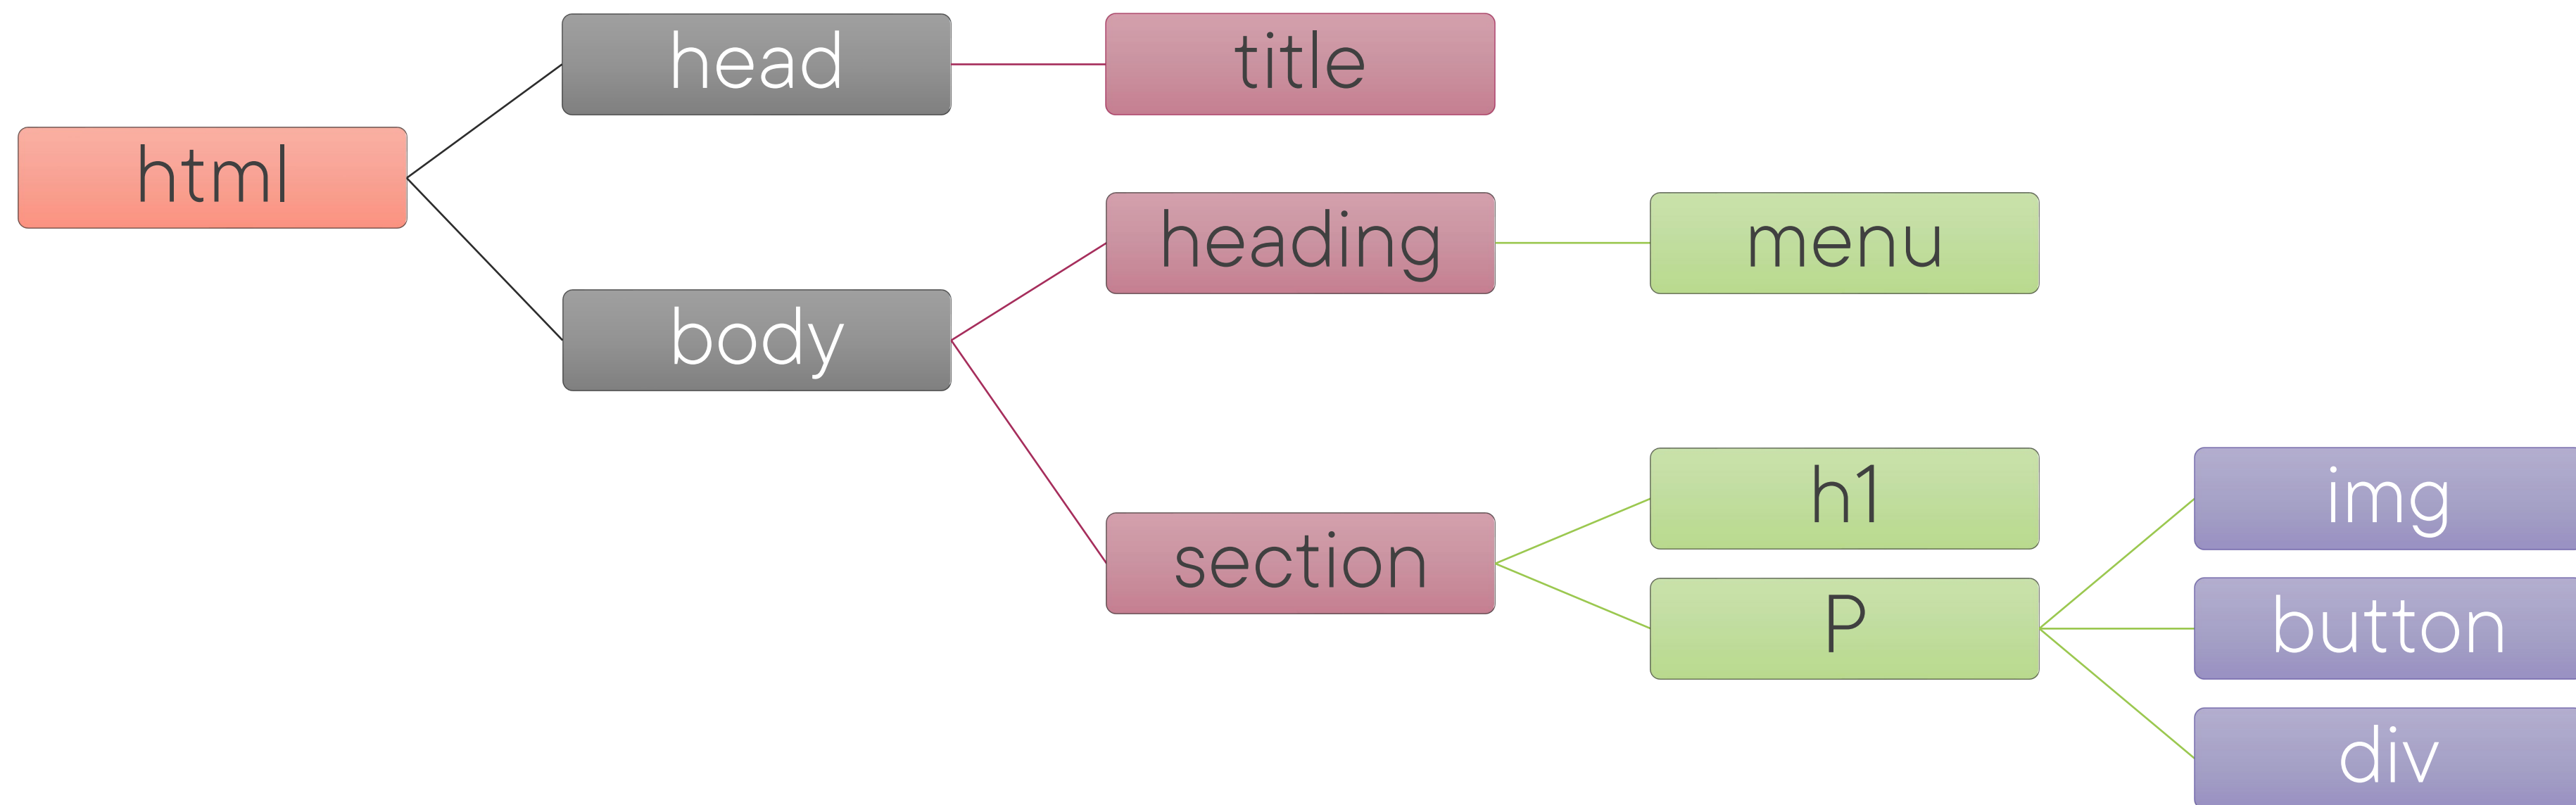 html
head
title
body
heading
menu
section
h1
P
img
button
div